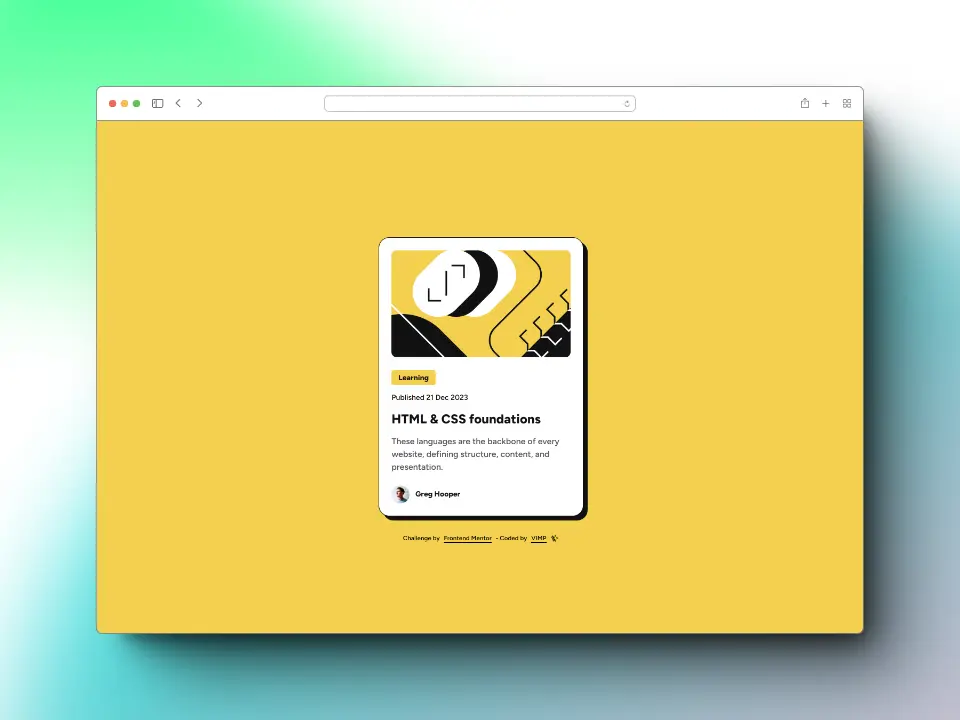 Learning
Published 21 Dec 2023
HTML & CSS foundations
These languages are the backbone of every
website, defining structure, content, and
presentation.
Greg Hooper
Challenge by Frontend Mentor - Coded by VIMP